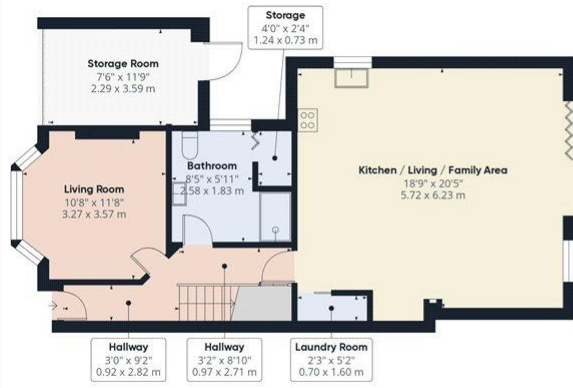 Storage
4'0" x 2'4"
1.24 x 0.73 m
Storage Room
7'6" x 11'9"
2.29 x 3.59 m
Bathroom
8'5" x 5'11"
2.58 x 1.83 m
Kitchen / Living / Family Area
18'9" x 20'5"
5.72 x 6.23 m
Living Room
10'8" x 11'8"
3.27 x 3.57 m
Hallway
3'0" x 9'2"
0.92 x 2.82 m
Hallway
3'2" x 8'10"
0.97 x 2.71 m
Laundry Room
2'3" x 5'2"
0.70 x 1.60 m